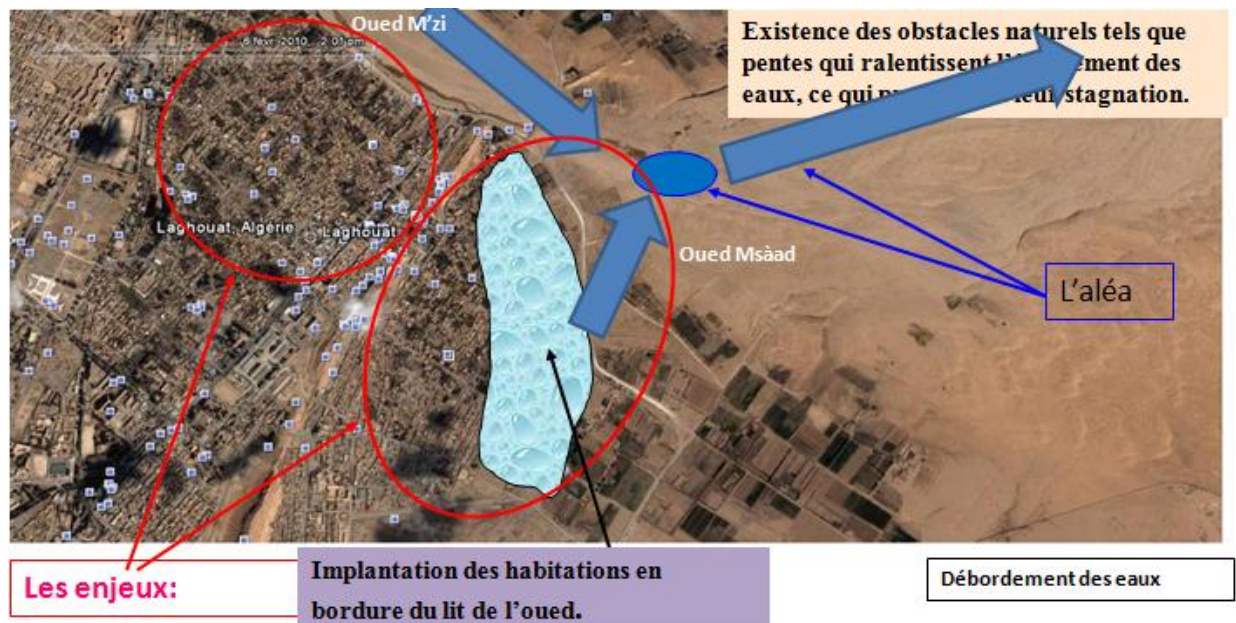 Oued M'zi
6 févr. 2010 2:01 pm
Existence des obstacles naturels tels que
pentes qui ralentissent des
eaux, ce qui leur stagnation.
Laghouat, Algérie
Laghouat
Oued Msàad
L'aléa
Les enjeux:
Implantation des habitations en
bordure du lit de l'oued.
Débordement des eaux